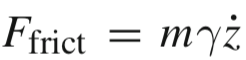 F_frict = mγż